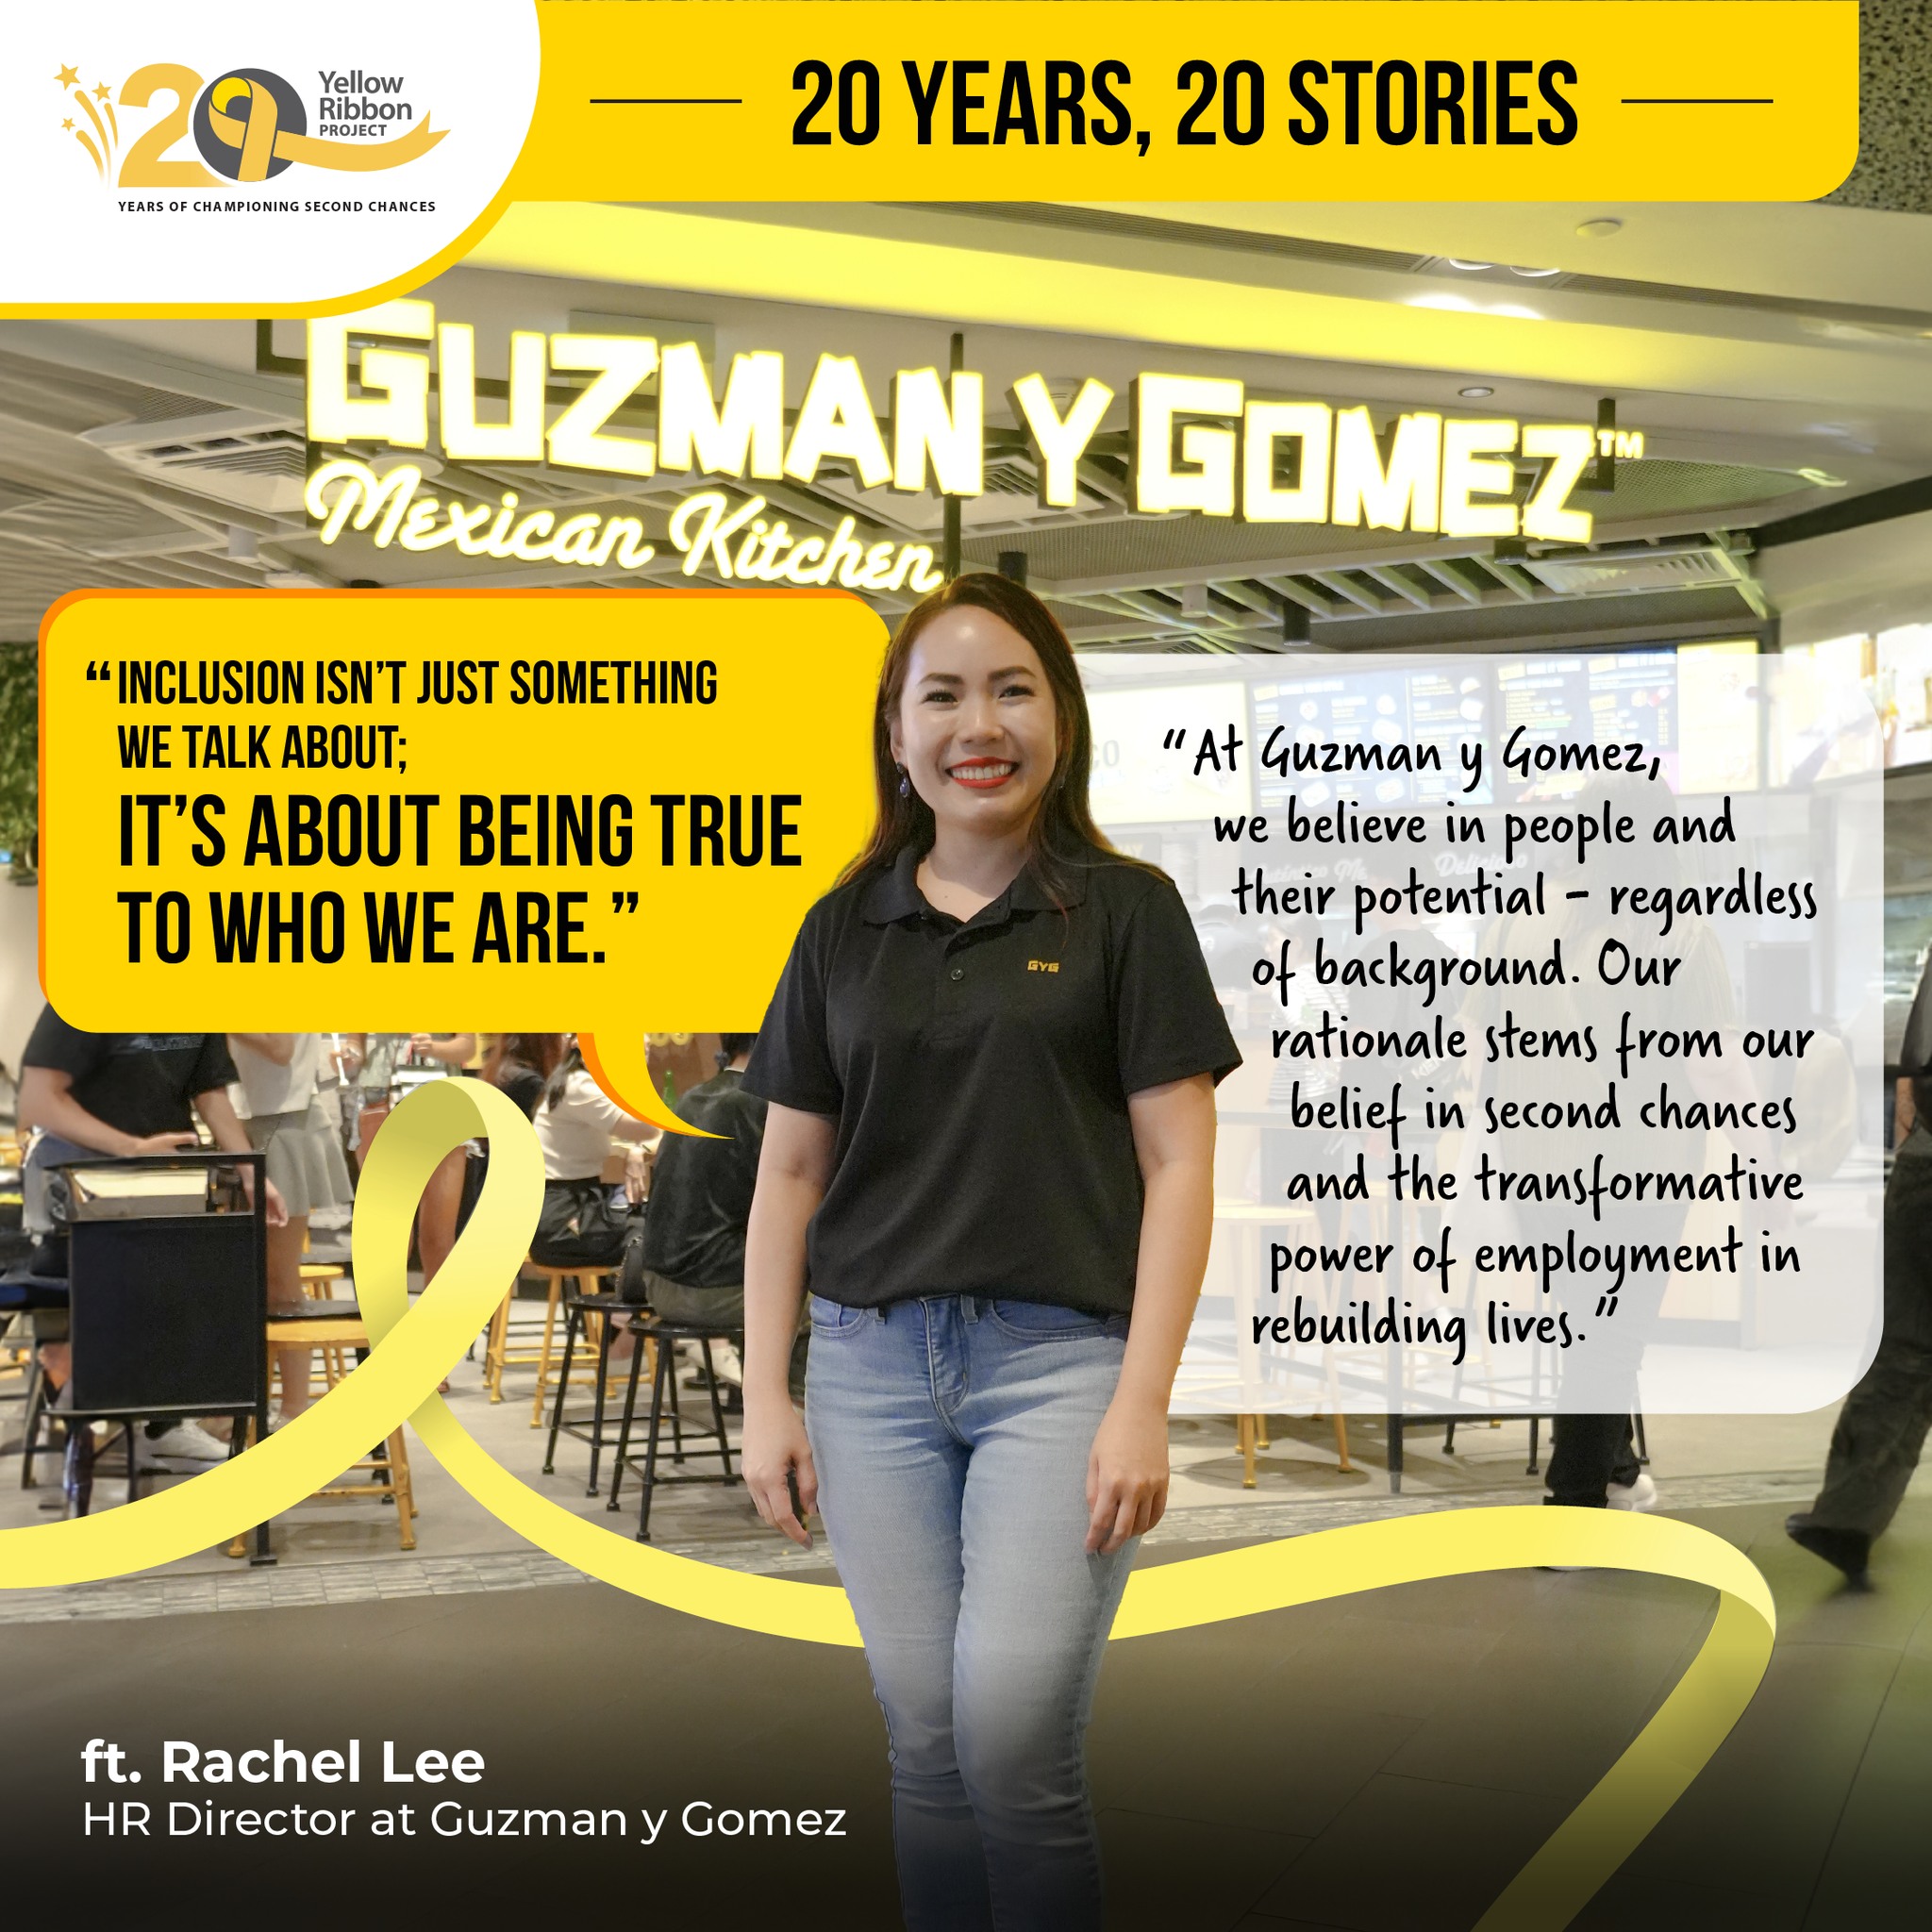 20
Yellow
Ribbon
PROJECT
YEARS OF CHAMPIONING SECOND CHANCES
20 YEARS, 20 STORIES
GUZMAN Y GOMEZ™
Mexican Kitchen
“INCLUSION ISN’T JUST SOMETHING
WE TALK ABOUT;
IT’S ABOUT BEING TRUE
TO WHO WE ARE.”
GYG
“At Guzman y Gomez,
we believe in people and
their potential – regardless
of background. Our
rationale stems from our
belief in second chances
and the transformative
power of employment in
rebuilding lives.”
ft. Rachel Lee
HR Director at Guzman y Gomez